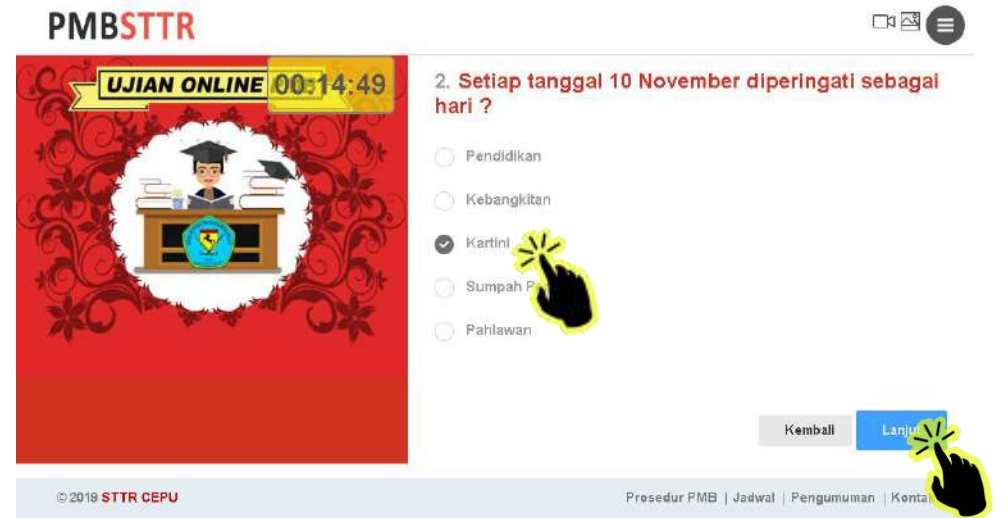 PMBSTTR
UJIAN ONLINE 00:14:49
2. Setiap tanggal 10 November diperingati sebagai
hari ?
Pendidikan
Kebangkitan
Kartini
Sumpah
Pahlawan
Kembali
© 2019 STTR CEPU
Prosedur PMB | Jadwal | Pengumuman |